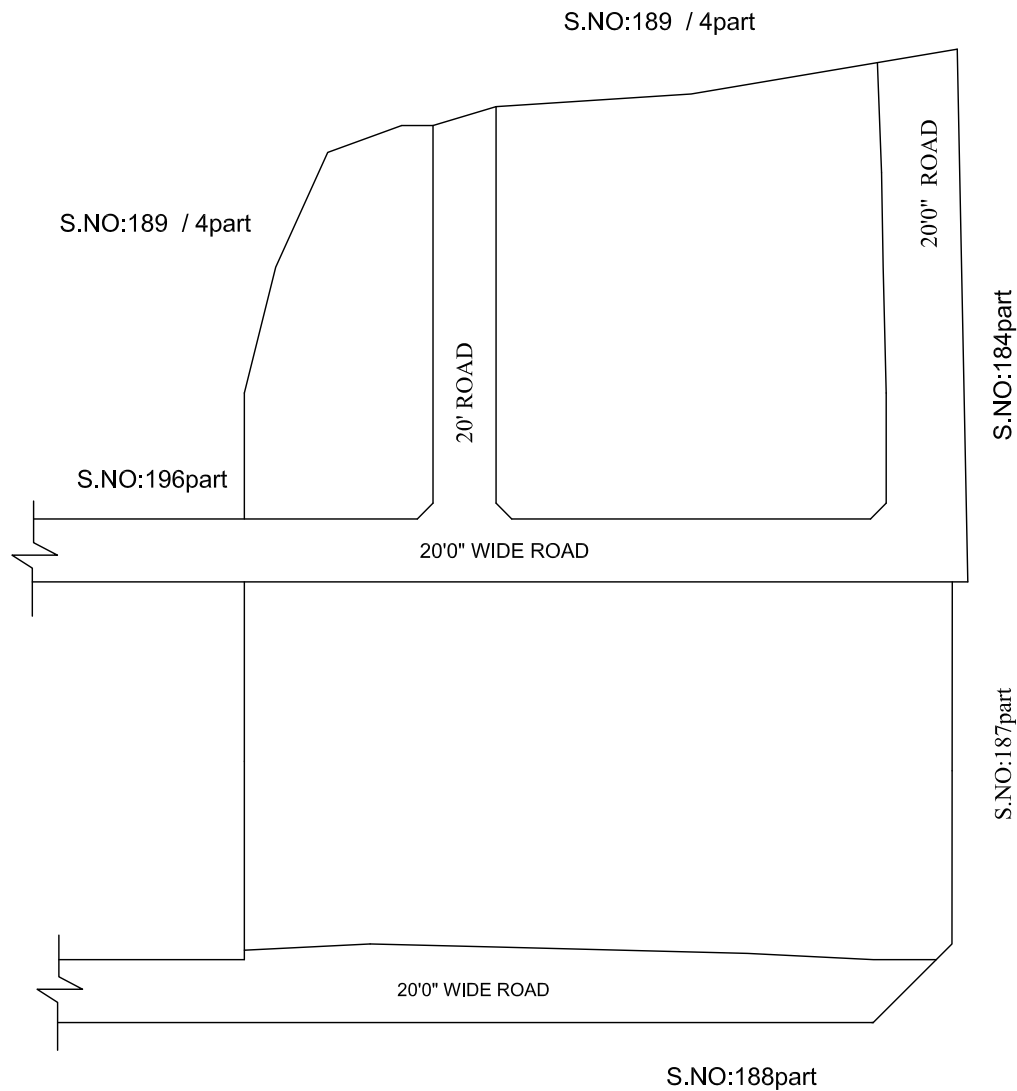 S.NO:189 / 4part
S.NO:189 / 4part
20'0" ROAD
S.NO:184part
20' ROAD
S.NO:196part
20'0" WIDE ROAD
S.NO:187part
20'0" WIDE ROAD
S.NO:188part